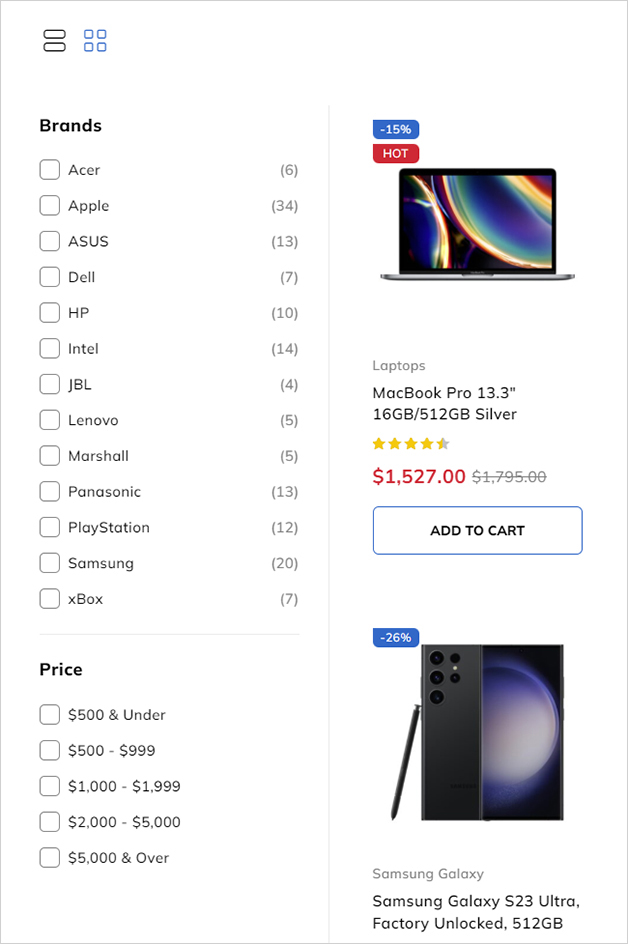 Brands
Acer (6)
Apple (34)
ASUS (13)
Dell (7)
HP (10)
Intel (14)
JBL (4)
Lenovo (5)
Marshall (5)
Panasonic (13)
PlayStation (12)
Samsung (20)
xBox (7)
Price
$500 & Under
$500 - $999
$1,000 - $1,999
$2,000 - $5,000
$5,000 & Over
-15%
HOT
Laptops
MacBook Pro 13.3"
16GB/512GB Silver
$1,527.00 $1,795.00
ADD TO CART
-26%
Samsung Galaxy
Samsung Galaxy S23 Ultra,
Factory Unlocked, 512GB